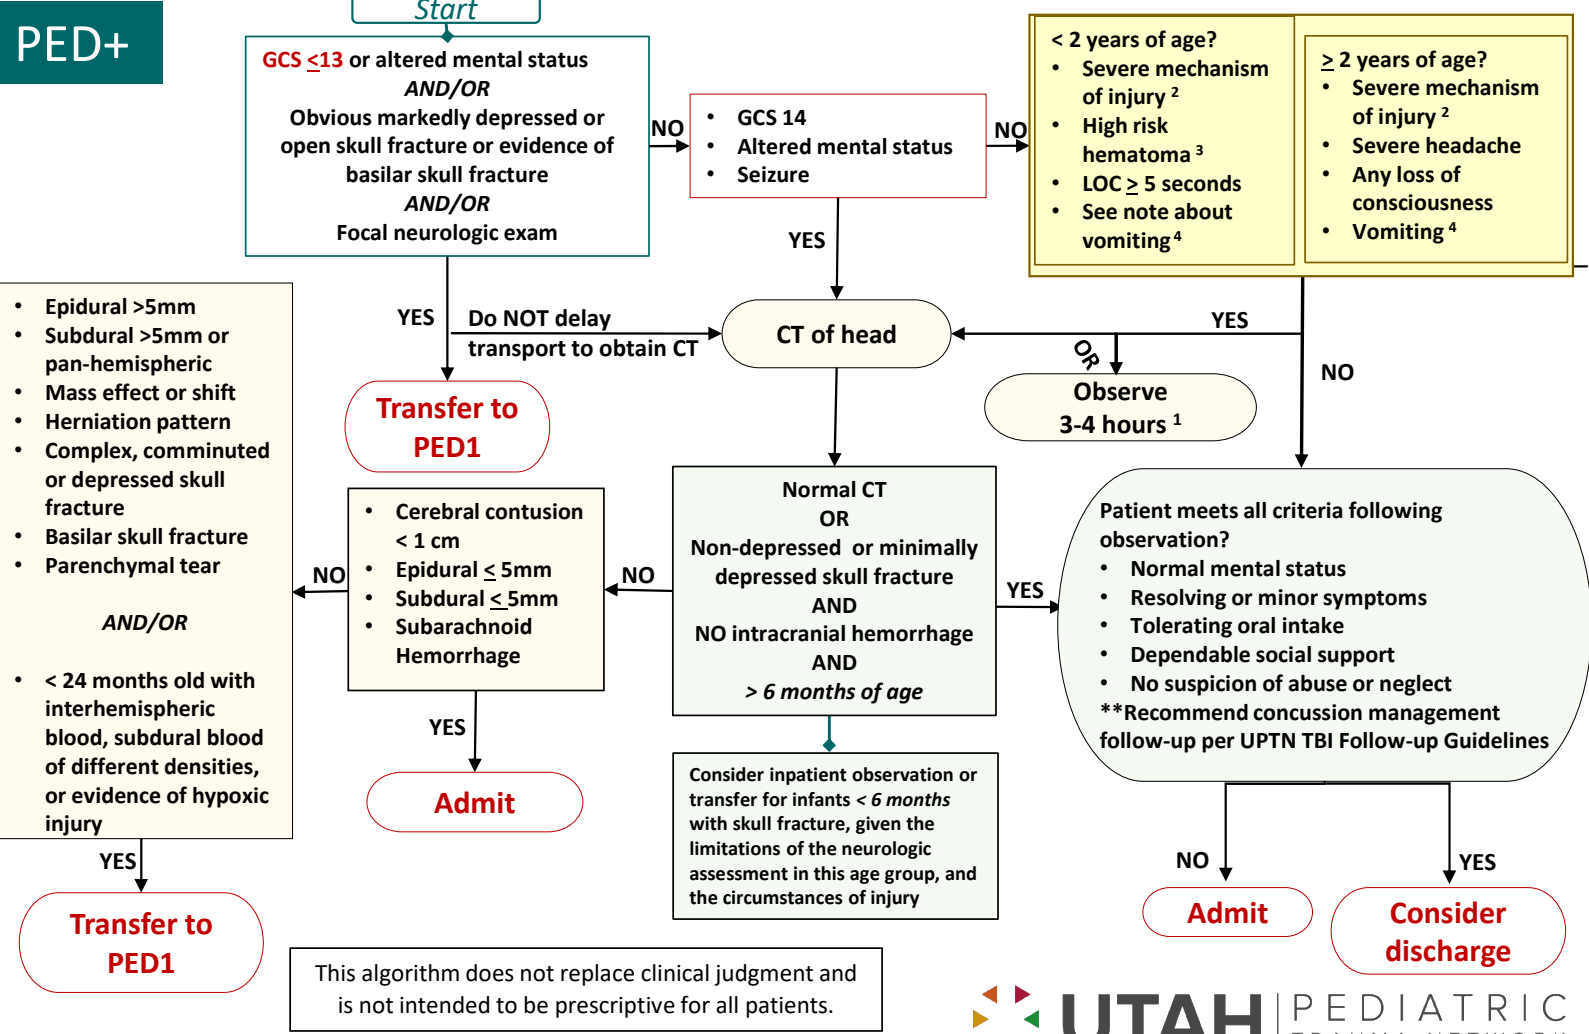 PED+
Start
GCS ≤13 or altered mental status
AND/OR
Obvious markedly depressed or
open skull fracture or evidence of
basilar skull fracture
AND/OR
Focal neurologic exam
NO
• GCS 14
• Altered mental status
• Seizure
NO
< 2 years of age?
• Severe mechanism
of injury 2
• High risk
hematoma 3
• LOC ≥ 5 seconds
• See note about
vomiting 4
≥ 2 years of age?
• Severe mechanism
of injury 2
• Severe headache
• Any loss of
consciousness
• Vomiting 4
YES
Do NOT delay
transport to obtain CT
YES
CT of head
YES
OR
Observe
3-4 hours 1
NO
Transfer to
PED1
• Epidural >5mm
• Subdural >5mm or
pan-hemispheric
• Mass effect or shift
• Herniation pattern
• Complex, comminuted
or depressed skull
fracture
• Basilar skull fracture
• Parenchymal tear
AND/OR
• < 24 months old with
interhemispheric
blood, subdural blood
of different densities,
or evidence of hypoxic
injury
NO
• Cerebral contusion
< 1 cm
• Epidural ≤ 5mm
• Subdural ≤ 5mm
• Subarachnoid
Hemorrhage
NO
Normal CT
OR
Non-depressed or minimally
depressed skull fracture
AND
NO intracranial hemorrhage
AND
> 6 months of age
YES
Patient meets all criteria following
observation?
• Normal mental status
• Resolving or minor symptoms
• Tolerating oral intake
• Dependable social support
• No suspicion of abuse or neglect
**Recommend concussion management
follow-up per UPTN TBI Follow-up Guidelines
YES
Admit
Consider inpatient observation or
transfer for infants < 6 months
with skull fracture, given the
limitations of the neurologic
assessment in this age group, and
the circumstances of injury
YES
Transfer to
PED1
NO
Admit
YES
Consider
discharge
This algorithm does not replace clinical judgment and
is not intended to be prescriptive for all patients.
UTAH
PEDIATRIC
TRAUMA NETWORK